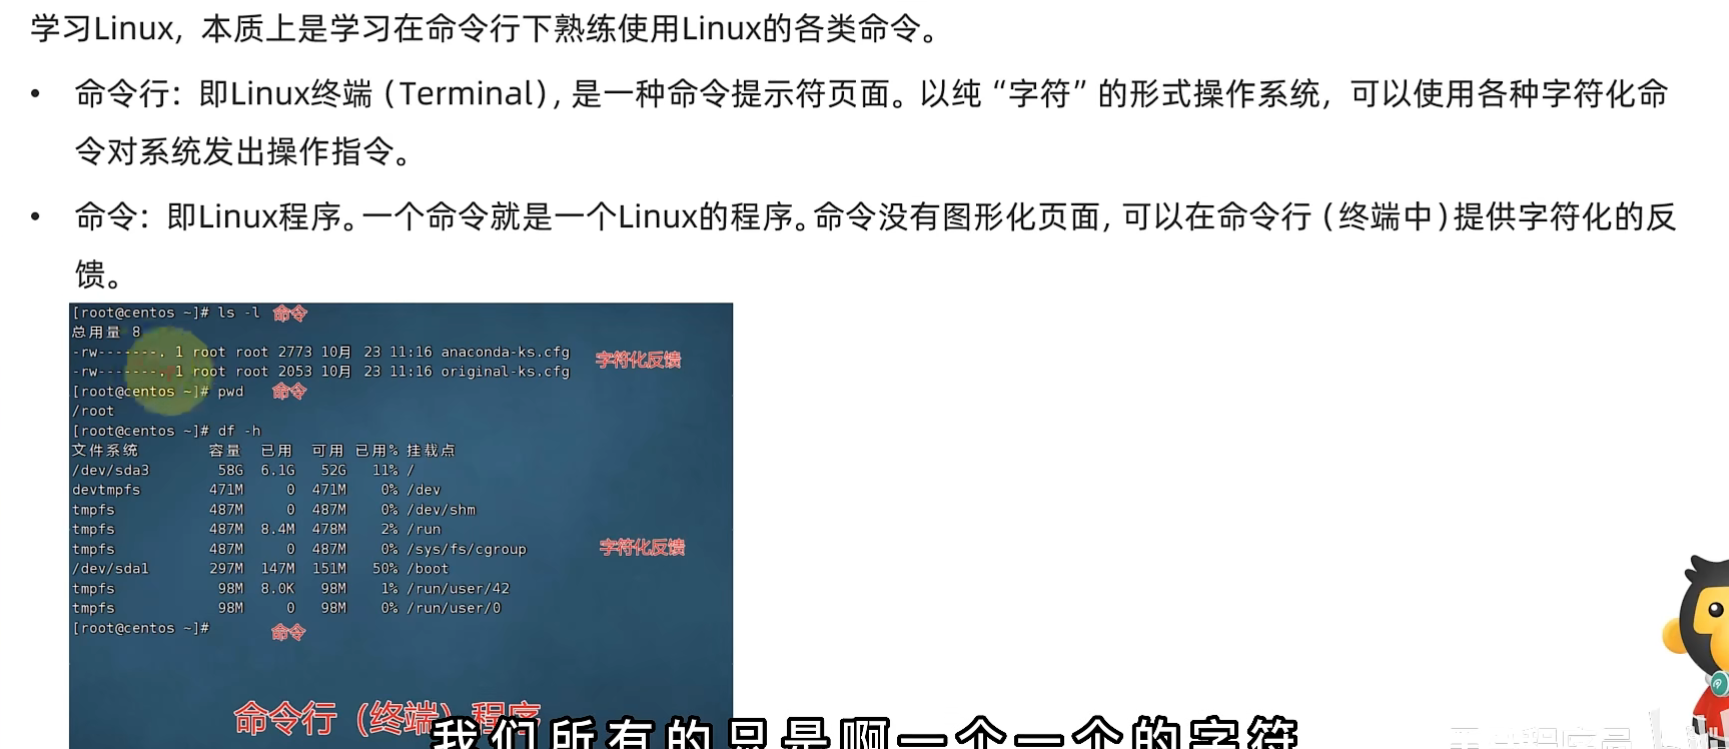 学习Linux，本质上是学习在命令行下熟练使用Linux的各类命令。
• 命令行：即Linux终端（Terminal），是一种命令提示符页面。以纯“字符”的形式操作系统，可以使用各种字符化命
令对系统发出操作指令。
• 命令：即Linux程序。一个命令就是一个Linux的程序。命令没有图形化页面，可以在命令行（终端中）提供字符化的反
馈。
[root@centos ~]# ls -l 命令
总用量 8
-rw-------. 1 root root 2773 10月 23 11:16 anaconda-ks.cfg 字符化反馈
-rw-------. 1 root root 2053 10月 23 11:16 original-ks.cfg
[root@centos ~]# pwd 命令
/root
[root@centos ~]# df -h
文件系统 容量 已用 可用 已用% 挂载点
/dev/sda3 58G 6.1G 52G 11% /
devtmpfs 471M 0 471M 0% /dev
tmpfs 487M 0 487M 0% /dev/shm
tmpfs 487M 8.4M 478M 2% /run
tmpfs 487M 0 487M 0% /sys/fs/cgroup 字符化反馈
/dev/sda1 297M 147M 151M 50% /boot
tmpfs 98M 8.0K 98M 1% /run/user/42
tmpfs 98M 0 98M 0% /run/user/0
[root@centos ~]# 命令
命令行（终端）程序
我们所有的只是啊一个一个的字符